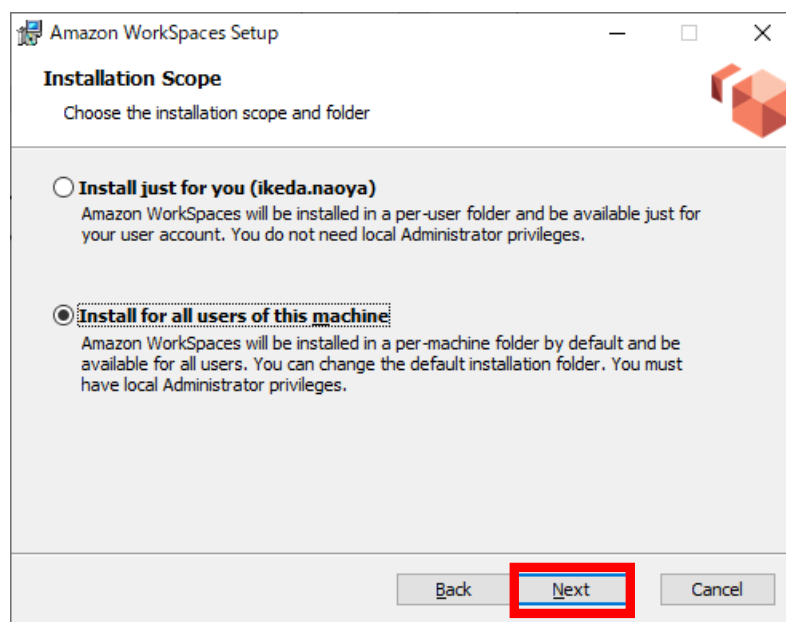 Amazon WorkSpaces Setup
Installation Scope
Choose the installation scope and folder
Install just for you (ikeda.naoya)
Amazon WorkSpaces will be installed in a per-user folder and be available just for
your user account. You do not need local Administrator privileges.
Install for all users of this machine
Amazon WorkSpaces will be installed in a per-machine folder by default and be
available for all users. You can change the default installation folder. You must
have local Administrator privileges.
Back Next Cancel